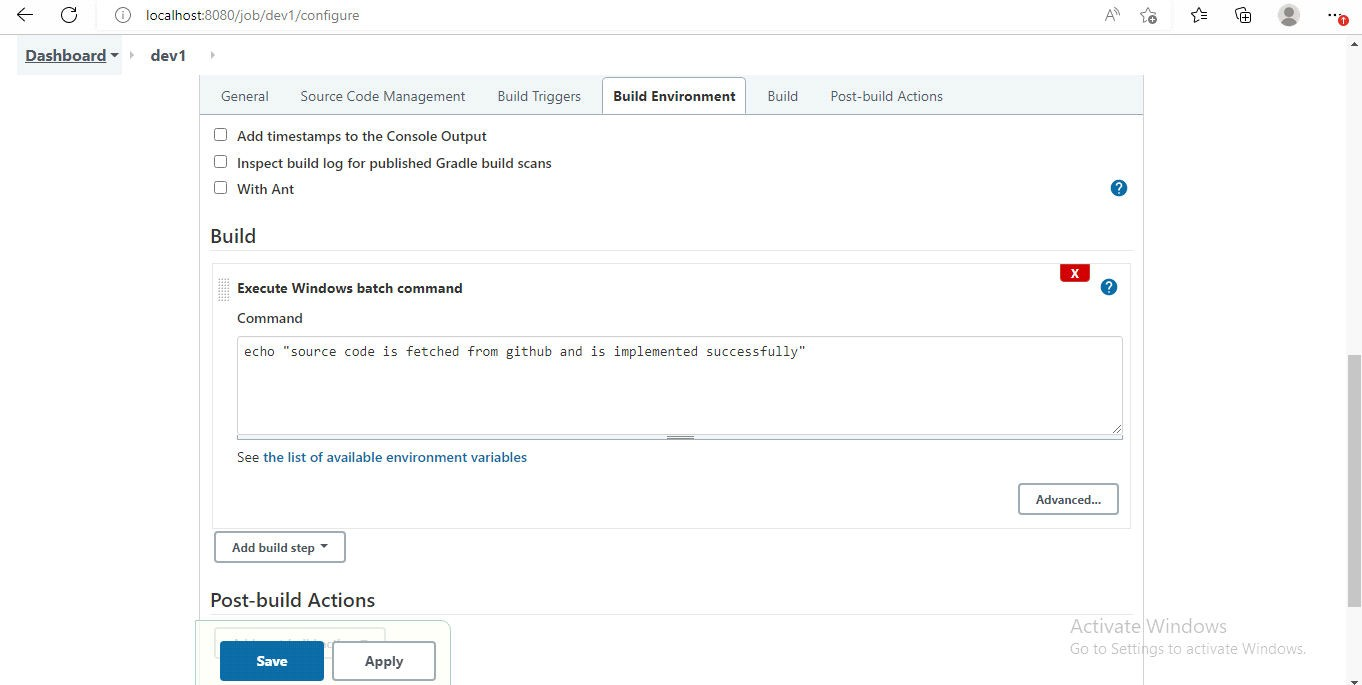 localhost:8080/job/dev1/configure
Dashboard dev1
General Source Code Management Build Triggers Build Environment Build Post-build Actions
Add timestamps to the Console Output
Inspect build log for published Gradle build scans
With Ant
?
Build
X
Execute Windows batch command
?
Command
echo "source code is fetched from github and is implemented successfully"
See the list of available environment variables
Advanced...
Add build step
Post-build Actions
Save Apply
Activate Windows
Go to Settings to activate Windows.